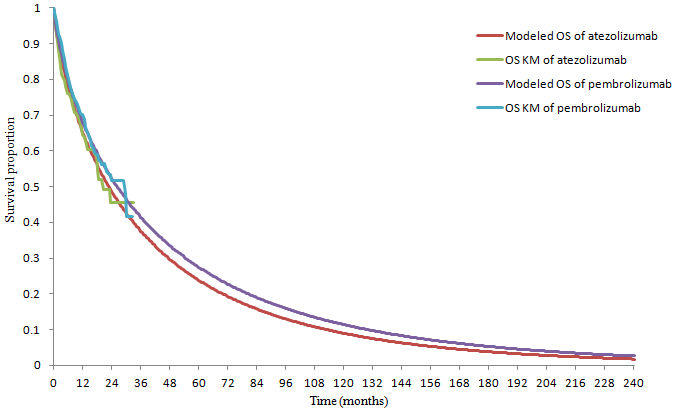 1
0.9
0.8
0.7
0.6
0.5
0.4
0.3
0.2
0.1
0
Survival proportion
0 12 24 36 48 60 72 84 96 108 120 132 144 156 168 180 192 204 216 228 240
Time (months)
Modeled OS of atezolizumab
OS KM of atezolizumab
Modeled OS of pembrolizumab
OS KM of pembrolizumab